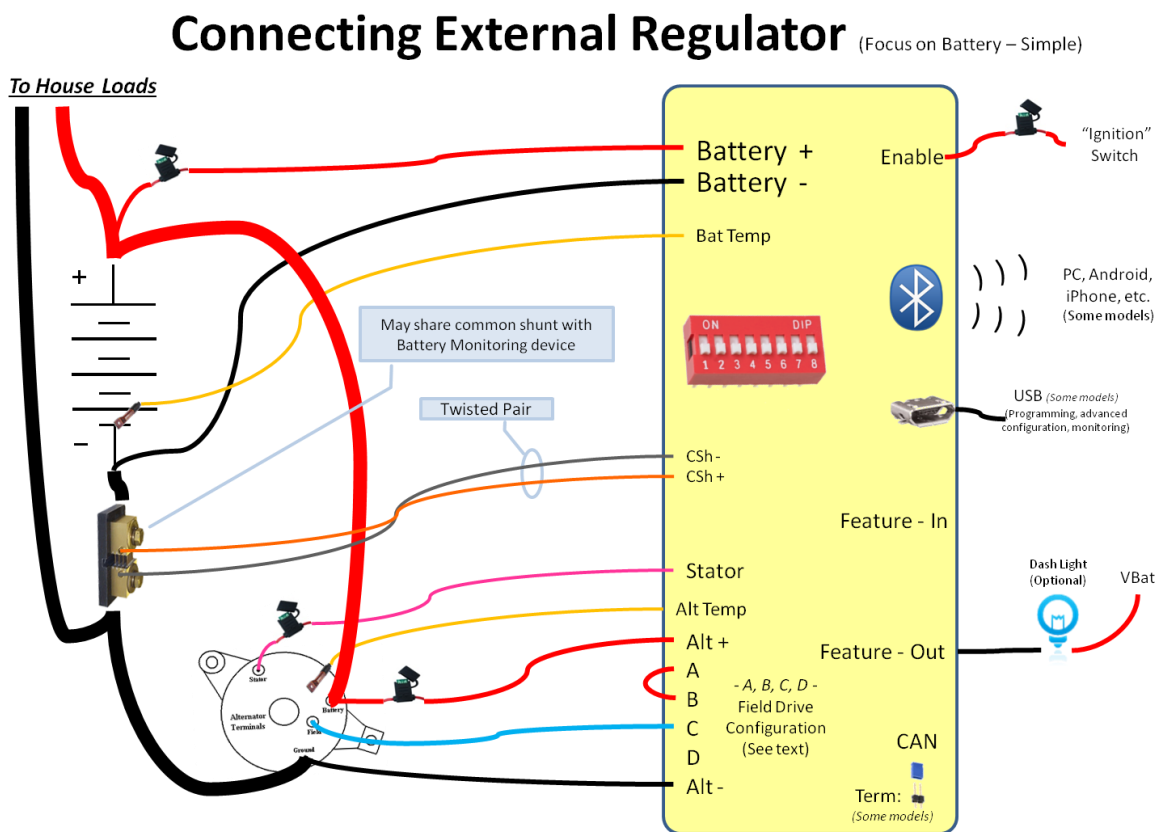 Connecting External Regulator (Focus on Battery – Simple)
To House Loads
Battery +
Battery -
Bat Temp
Enable
"Ignition"
Switch
+
–
May share common shunt with
Battery Monitoring device
Twisted Pair
ON DIP
1 2 3 4 5 6 7 8
PC, Android,
iPhone, etc.
(Some models)
USB (Some models)
(Programming, advanced
configuration, monitoring)
CSh -
CSh +
Feature - In
Stator
Alt Temp
Alt +
A
B
C
D
Alt -
- A, B, C, D -
Field Drive
Configuration
(See text)
Feature - Out
Dash Light
(Optional)
VBat
CAN
Term:
(Some models)
Stator
Alternator
Terminals
Battery
Field
Ground